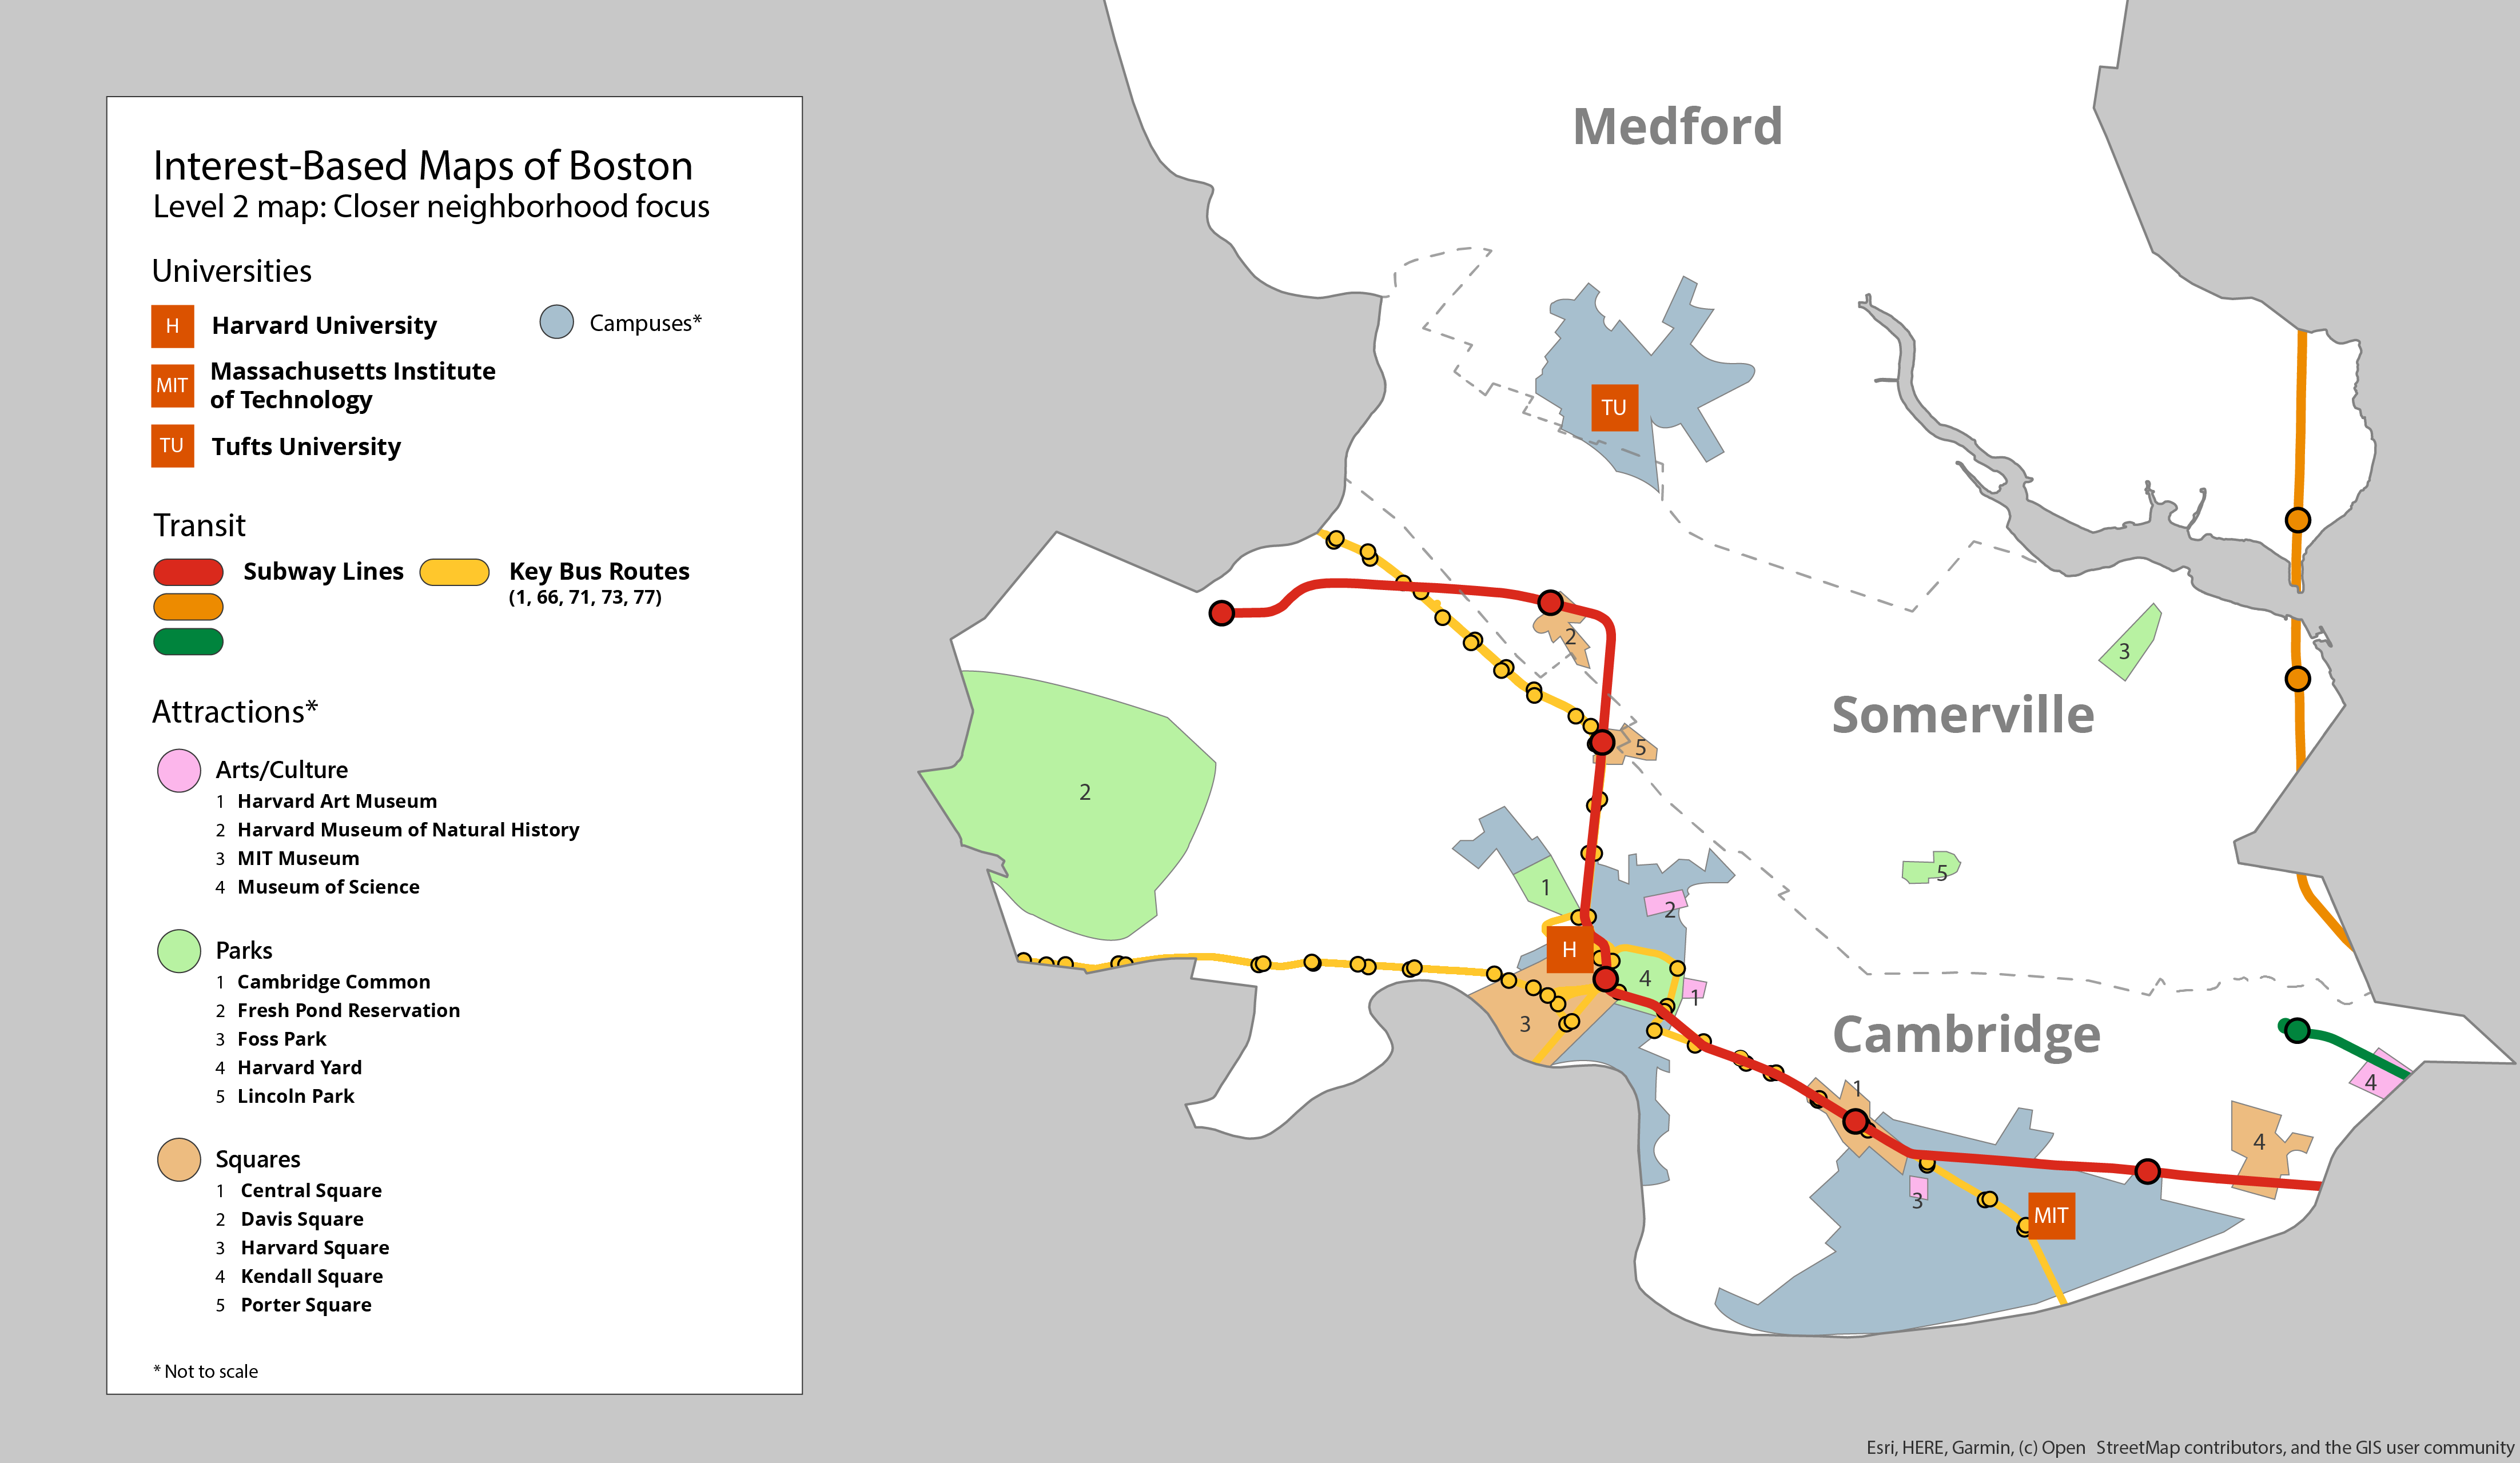 Interest-Based Maps of Boston
Level 2 map: Closer neighborhood focus
Universities
H Harvard University
Campuses*
MIT Massachusetts Institute
of Technology
TU Tufts University
Transit
Subway Lines
Key Bus Routes
(1, 66, 71, 73, 77)
Attractions*
Arts/Culture
1 Harvard Art Museum
2 Harvard Museum of Natural History
3 MIT Museum
4 Museum of Science
Parks
1 Cambridge Common
2 Fresh Pond Reservation
3 Foss Park
4 Harvard Yard
5 Lincoln Park
Squares
1 Central Square
2 Davis Square
3 Harvard Square
4 Kendall Square
5 Porter Square
* Not to scale
Medford
TU
2
3
Somerville
5
2
5
1
2
H
4
1
3
Cambridge
4
1
4
3
MIT
Esri, HERE, Garmin, (c) Open StreetMap contributors, and the GIS user community